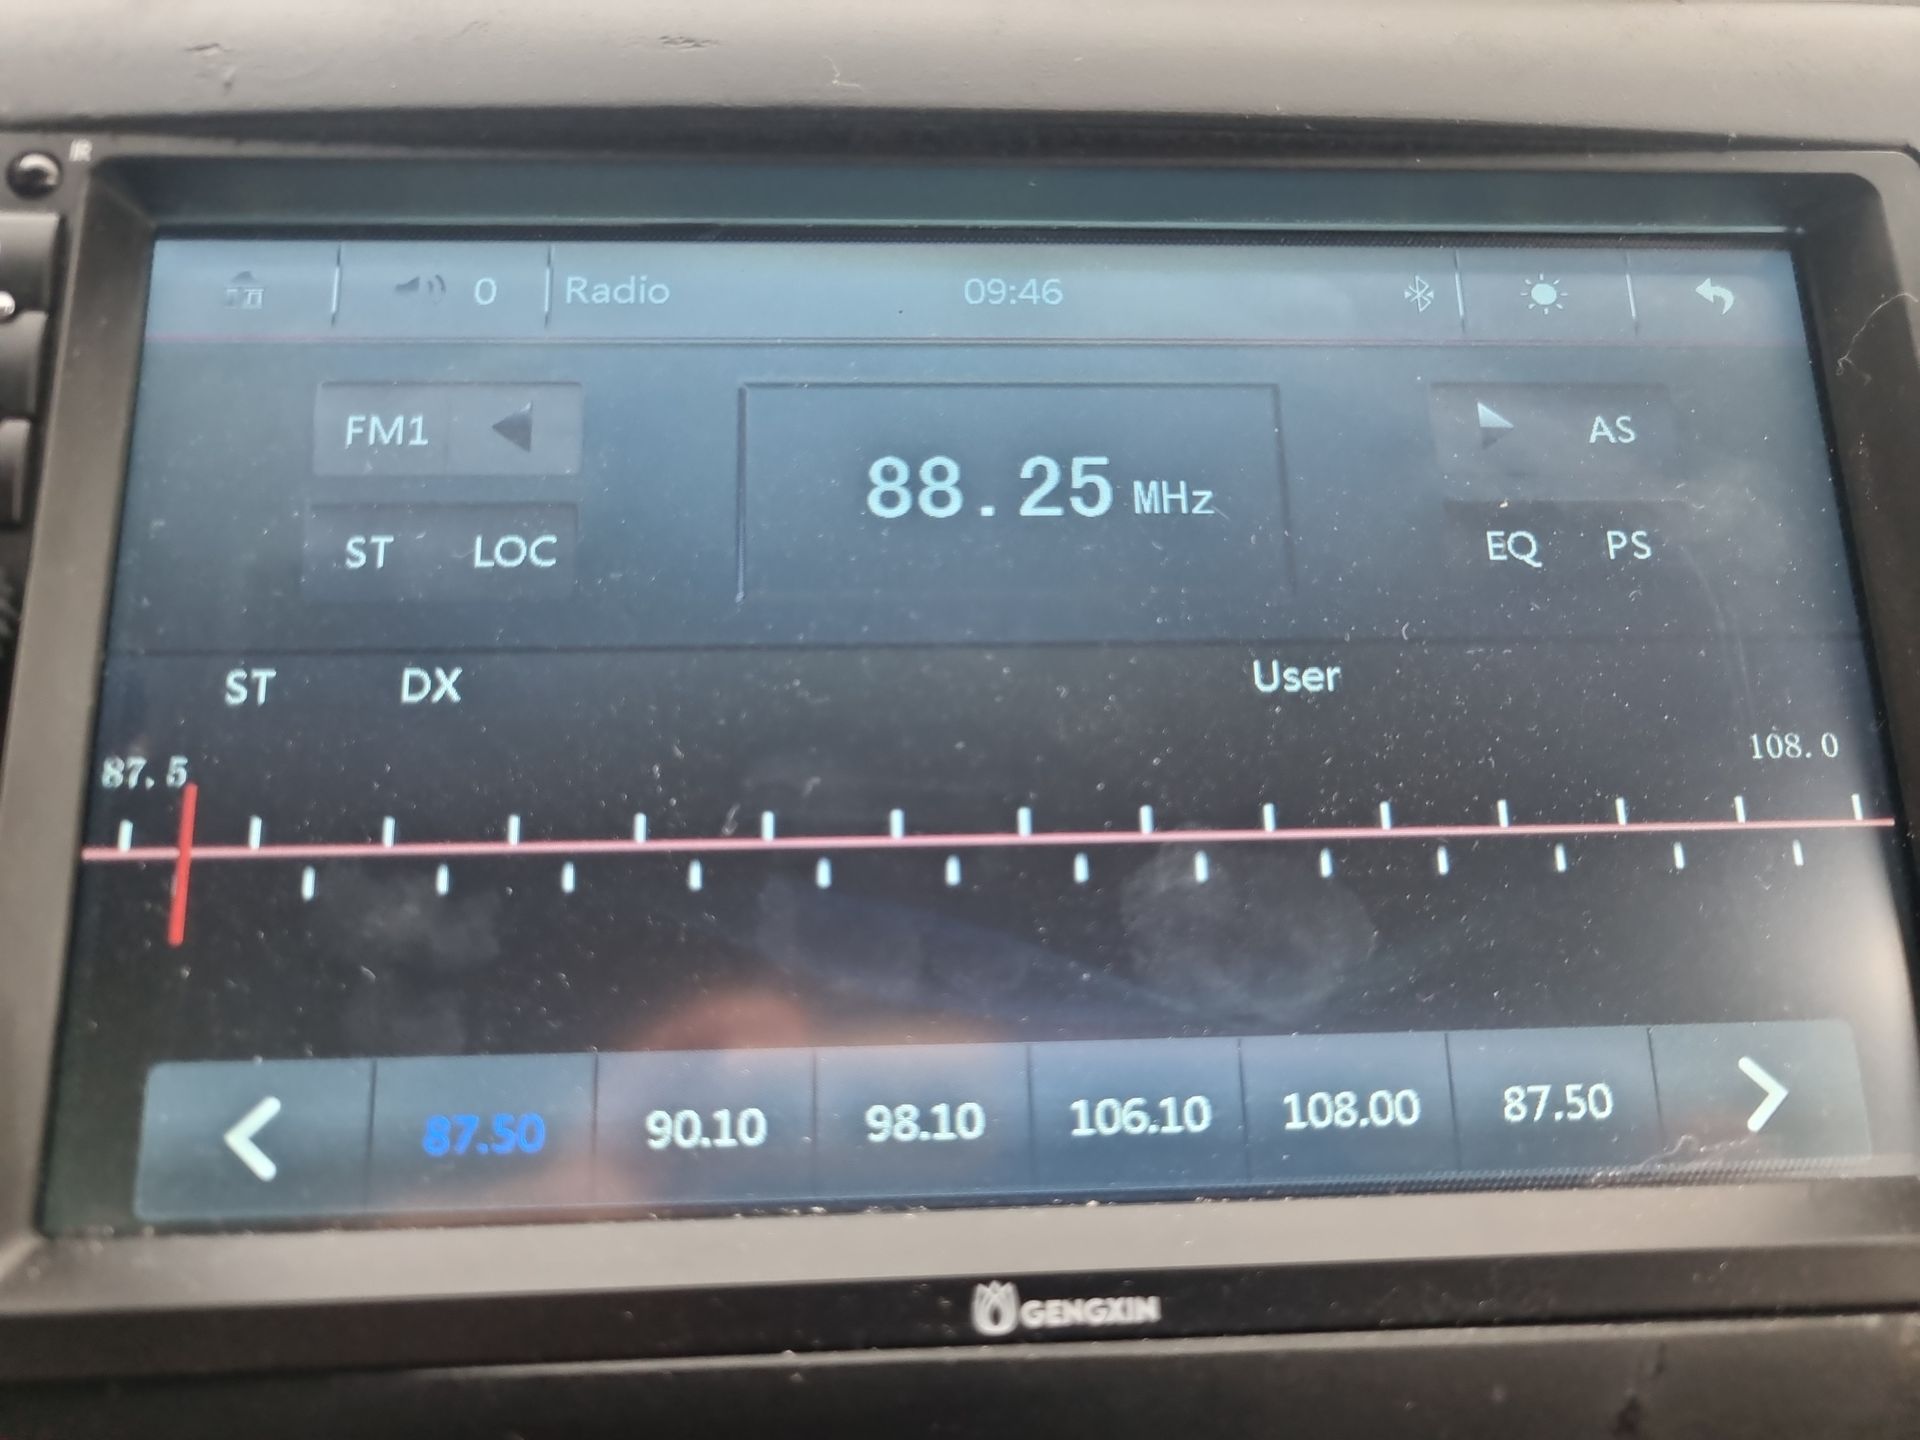 IR
0 Radio 09:46
FM1 88.25 MHz AS
ST LOC EQ PS
ST DX User
87.5 108.0
87.50 90.10 98.10 106.10 108.00 87.50
GENGXIN